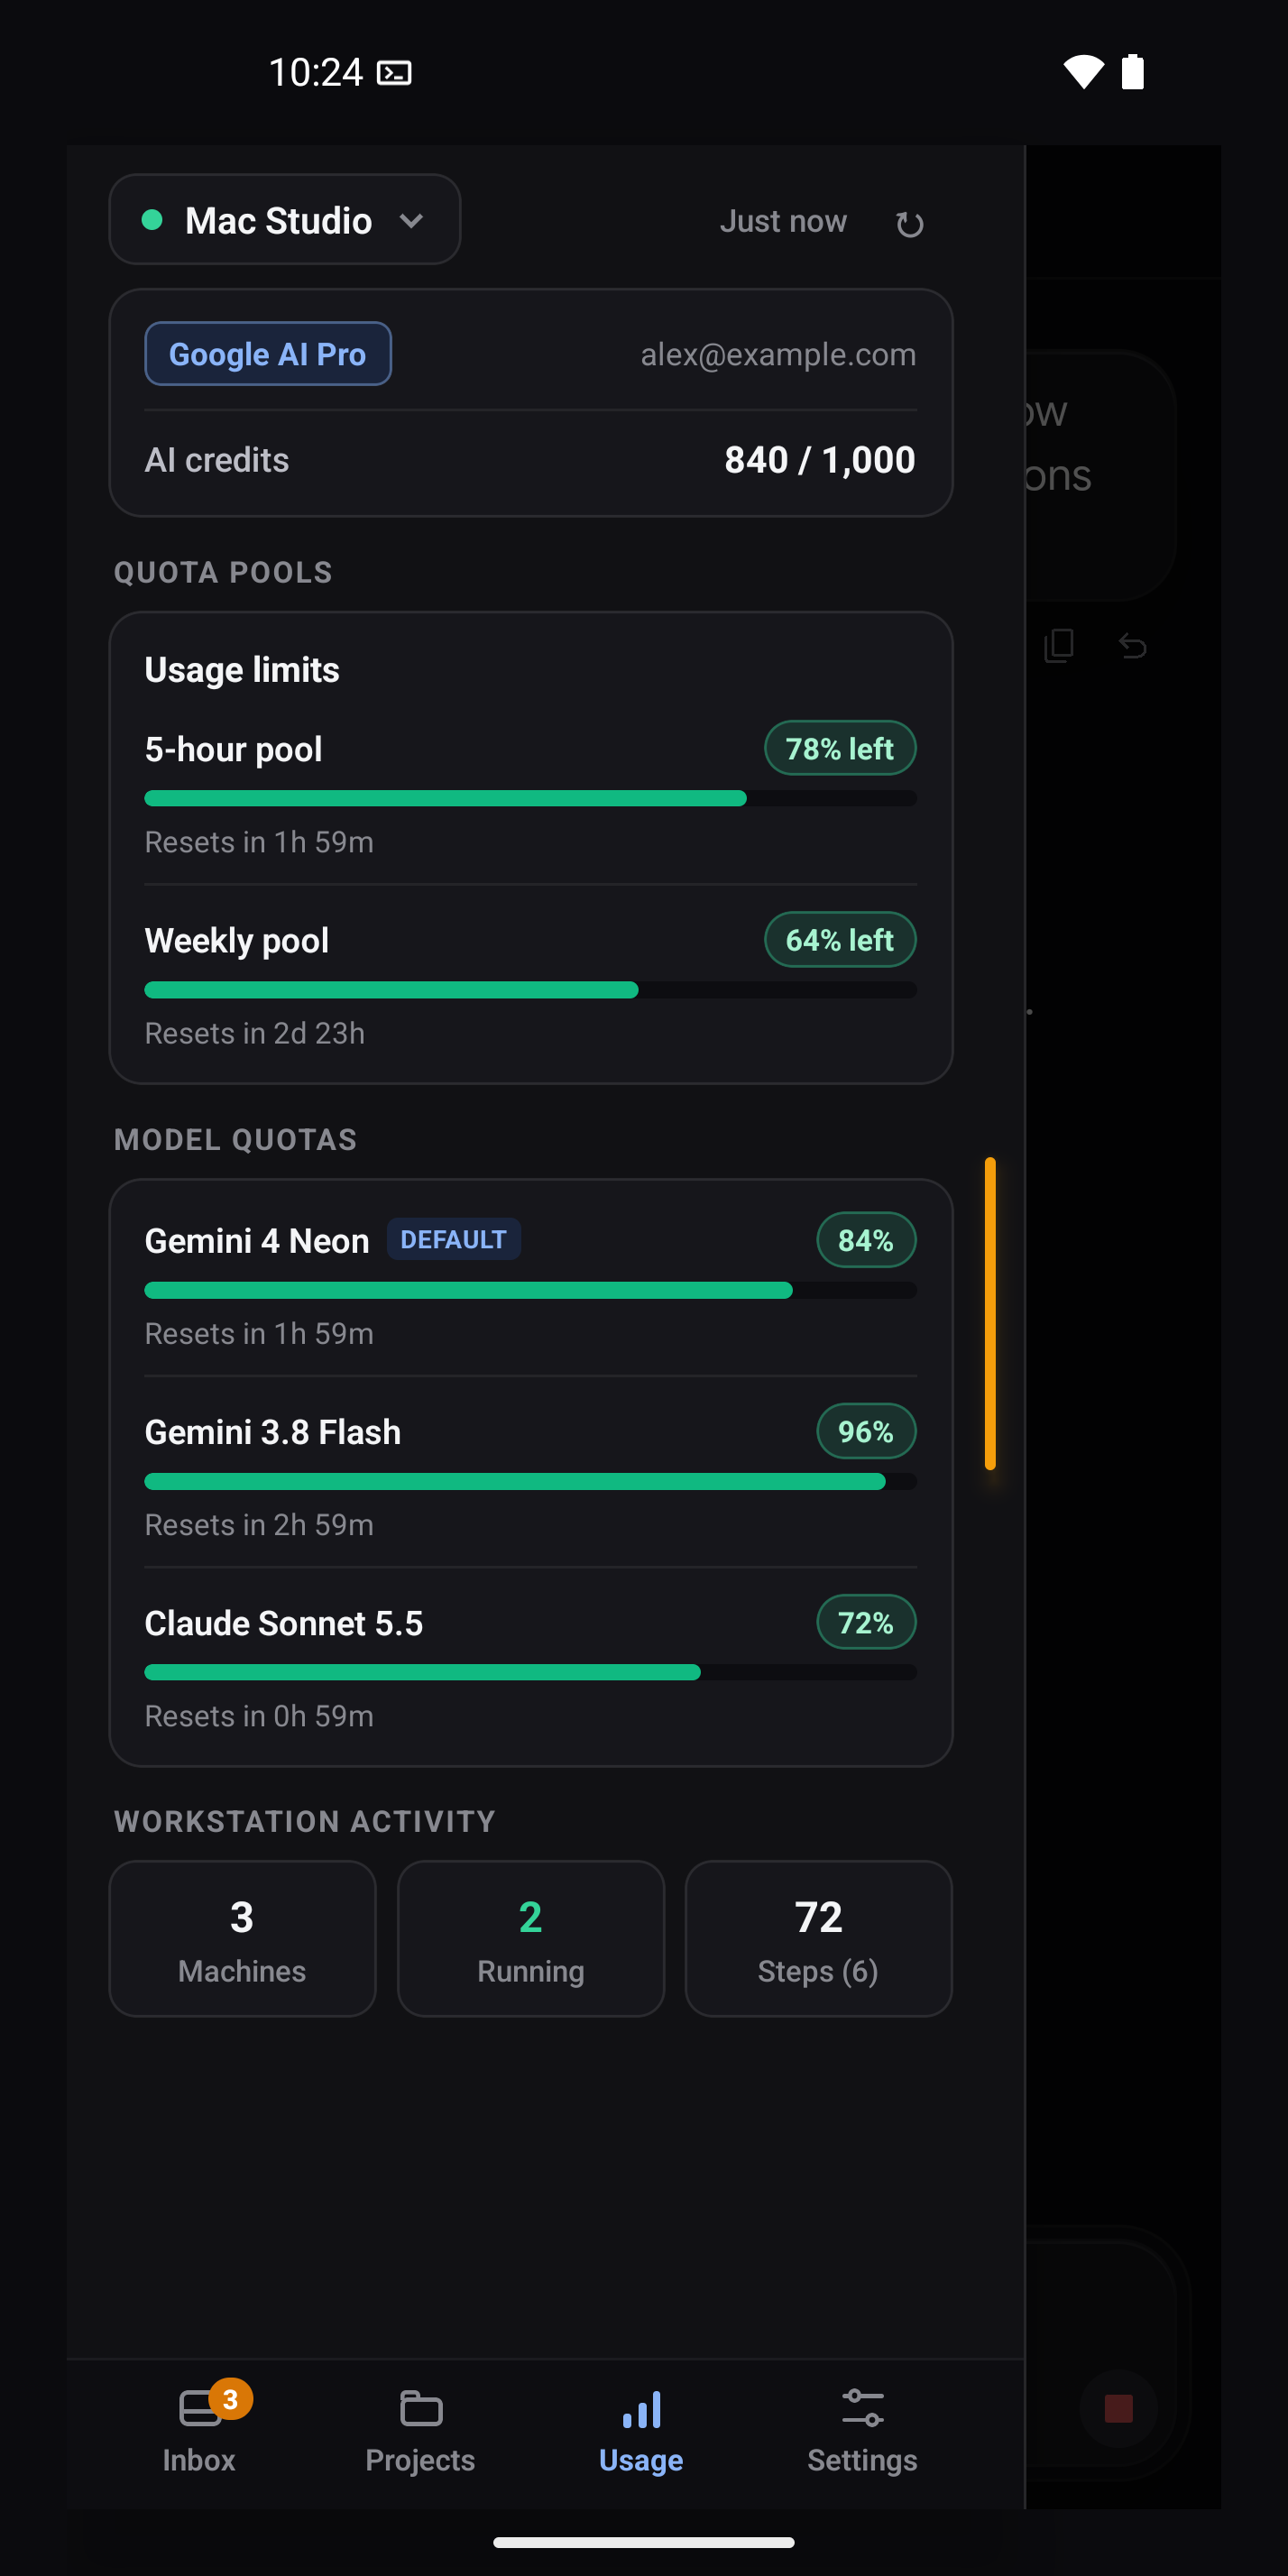 10:24
Mac Studio
Just now
Google AI Pro
alex@example.com
AI credits
840 / 1,000
QUOTA POOLS
Usage limits
5-hour pool
78% left
Resets in 1h 59m
Weekly pool
64% left
Resets in 2d 23h
MODEL QUOTAS
Gemini 4 Neon
DEFAULT
84%
Resets in 1h 59m
Gemini 3.8 Flash
96%
Resets in 2h 59m
Claude Sonnet 5.5
72%
Resets in 0h 59m
WORKSTATION ACTIVITY
3
Machines
2
Running
72
Steps (6)
3
Inbox
Projects
Usage
Settings